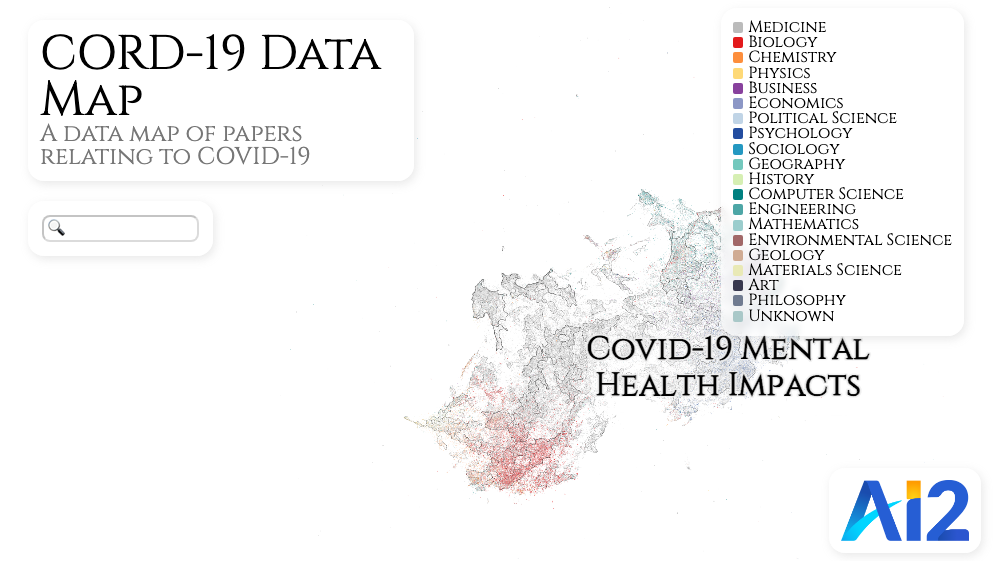 CORD-19 Data
Map
A data map of papers
relating to COVID-19
Medicine
Biology
Chemistry
Physics
Business
Economics
Political Science
Psychology
Sociology
Geography
History
Computer Science
Engineering
Mathematics
Environmental Science
Geology
Materials Science
Art
Philosophy
Unknown
Covid-19 Mental
Health Impacts
Ai2